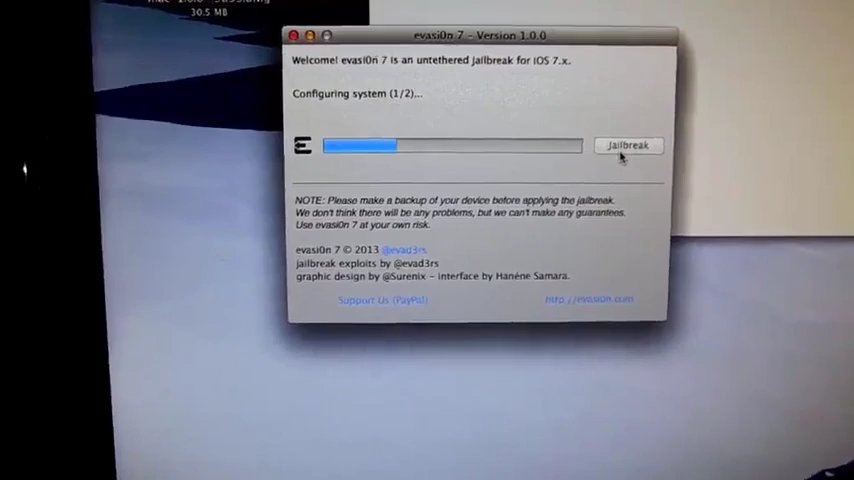 30.5 MB
evasi0n 7 - Version 1.0.0
Welcome! evasi0n 7 is an untethered jailbreak for iOS 7.x.
Configuring system (1/2)...
Jailbreak
NOTE: Please make a backup of your device before applying the jailbreak.
We don't think there will be any problems, but we can't make any guarantees.
Use evasi0n 7 at your own risk.
evasi0n 7 © 2013 @evad3rs
jailbreak exploits by @evad3rs
graphic design by @Surenix - interface by Hanéne Samara.
Support Us (PayPal) http://evasi0n.com